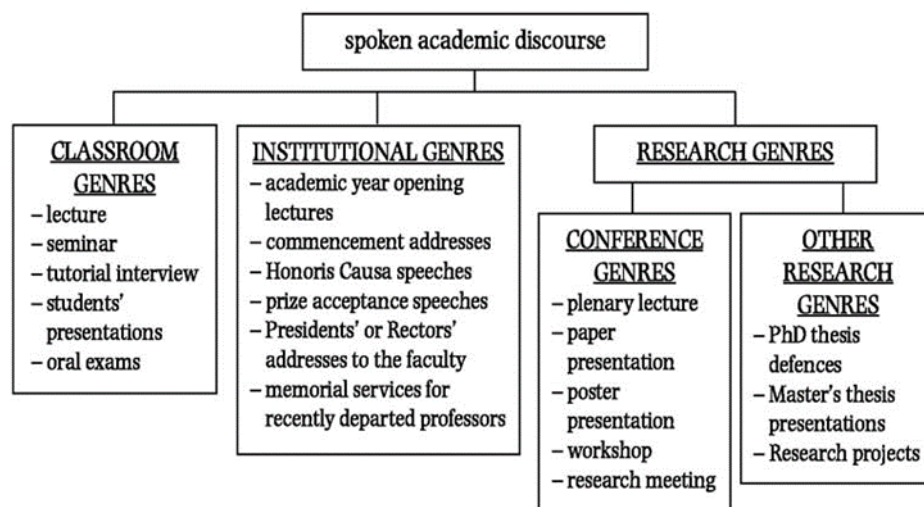 spoken academic discourse
CLASSROOM
GENRES
– lecture
– seminar
– tutorial interview
– students’
presentations
– oral exams
INSTITUTIONAL GENRES
– academic year opening
lectures
– commencement addresses
– Honoris Causa speeches
– prize acceptance speeches
– Presidents’ or Rectors’
addresses to the faculty
– memorial services for
recently departed professors
RESEARCH GENRES
CONFERENCE
GENRES
– plenary lecture
– paper
presentation
– poster
presentation
– workshop
– research meeting
OTHER
RESEARCH
GENRES
– PhD thesis
defences
– Master’s thesis
presentations
– Research projects